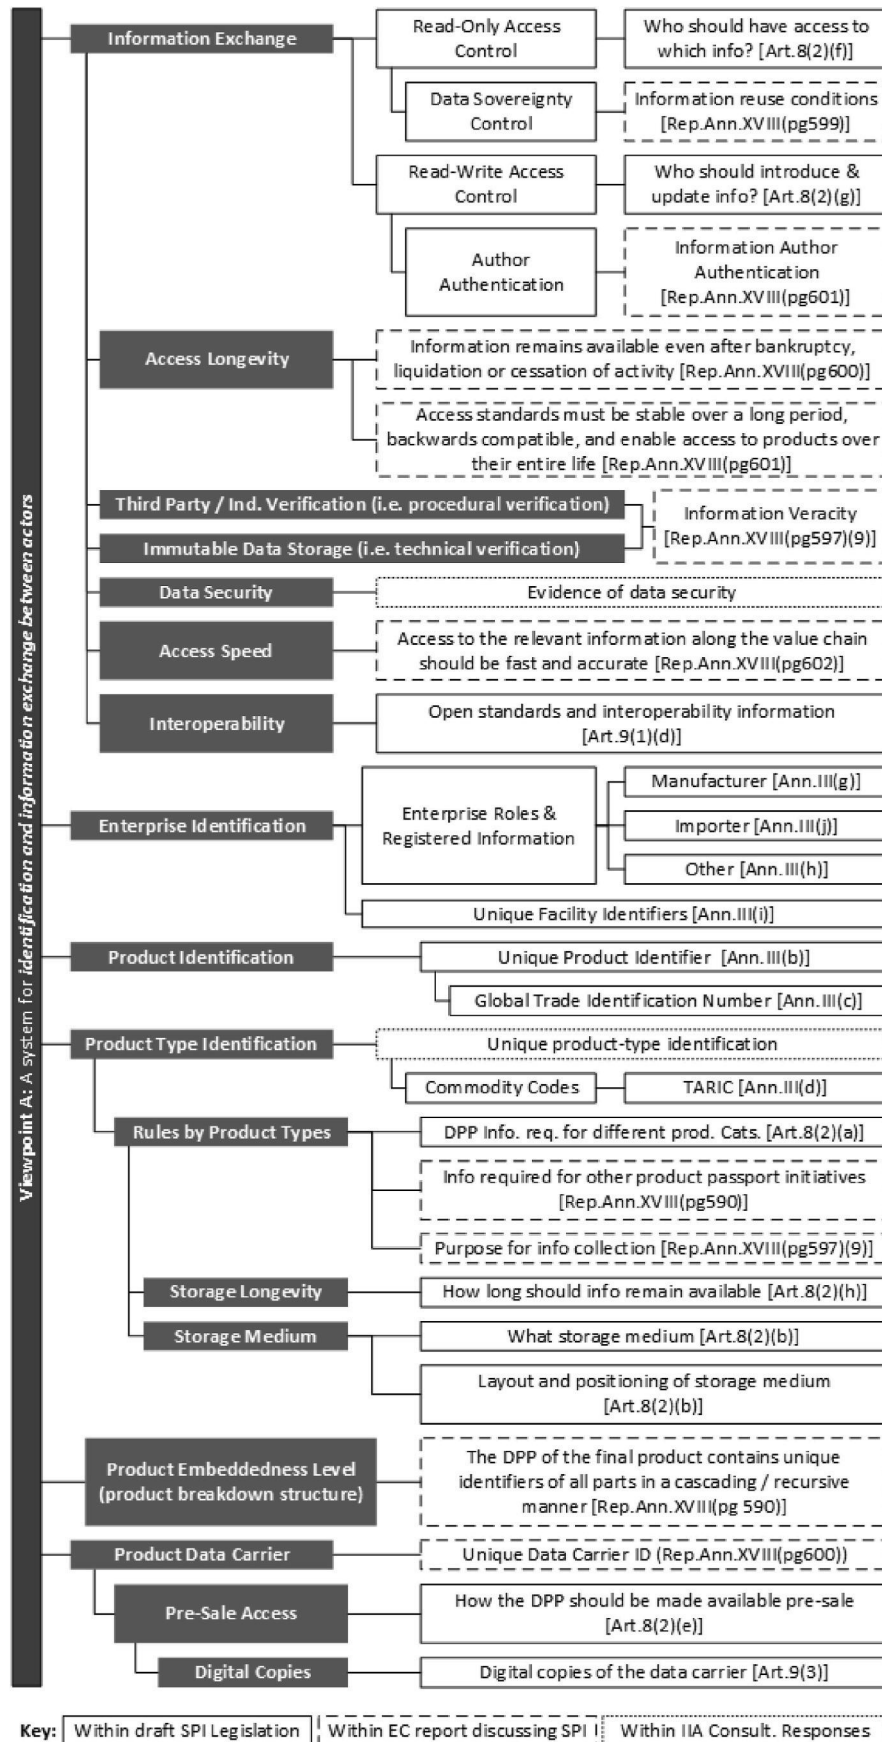 Viewpoint A: A system for identification and information exchange between actors
Information Exchange
Read-Only Access
Control
Who should have access to
which info? [Art.8(2)(f)]
Data Sovereignty
Control
Information reuse conditions
[Rep.Ann.XVIII(pg599)]
Read-Write Access
Control
Who should introduce &
update info? [Art.8(2)(g)]
Author
Authentication
Information Author
Authentication
[Rep.Ann.XVIII(pg601)]
Access Longevity
Information remains available even after bankruptcy,
liquidation or cessation of activity [Rep.Ann.XVIII(pg600)]
Access standards must be stable over a long period,
backwards compatible, and enable access to products over
their entire life [Rep.Ann.XVIII(pg601)]
Third Party / Ind. Verification (i.e. procedural verification)
Immutable Data Storage (i.e. technical verification)
Information Veracity
[Rep.Ann.XVIII(pg597)(9)]
Data Security
Evidence of data security
Access Speed
Access to the relevant information along the value chain
should be fast and accurate [Rep.Ann.XVIII(pg602)]
Interoperability
Open standards and interoperability information
[Art.9(1)(d)]
Enterprise Identification
Enterprise Roles &
Registered Information
Manufacturer [Ann.III(g)]
Importer [Ann.III(j)]
Other [Ann.III(h)]
Unique Facility Identifiers [Ann.III(i)]
Product Identification
Unique Product Identifier [Ann.III(b)]
Global Trade Identification Number [Ann.III(c)]
Product Type Identification
Unique product-type identification
Commodity Codes
TARIC [Ann.III(d)]
Rules by Product Types
DPP Info. req. for different prod. Cats. [Art.8(2)(a)]
Info required for other product passport initiatives
[Rep.Ann.XVIII(pg590)]
Purpose for info collection [Rep.Ann.XVIII(pg597)(9)]
Storage Longevity
How long should info remain available [Art.8(2)(h)]
Storage Medium
What storage medium [Art.8(2)(b)]
Layout and positioning of storage medium
[Art.8(2)(b)]
Product Embeddedness Level
(product breakdown structure)
The DPP of the final product contains unique
identifiers of all parts in a cascading / recursive
manner [Rep.Ann.XVIII(pg 590)]
Product Data Carrier
Unique Data Carrier ID (Rep.Ann.XVIII(pg600))
Pre-Sale Access
How the DPP should be made available pre-sale
[Art.8(2)(e)]
Digital Copies
Digital copies of the data carrier [Art.9(3)]
Key: Within draft SPI Legislation Within EC report discussing SPI Within IIA Consult. Responses